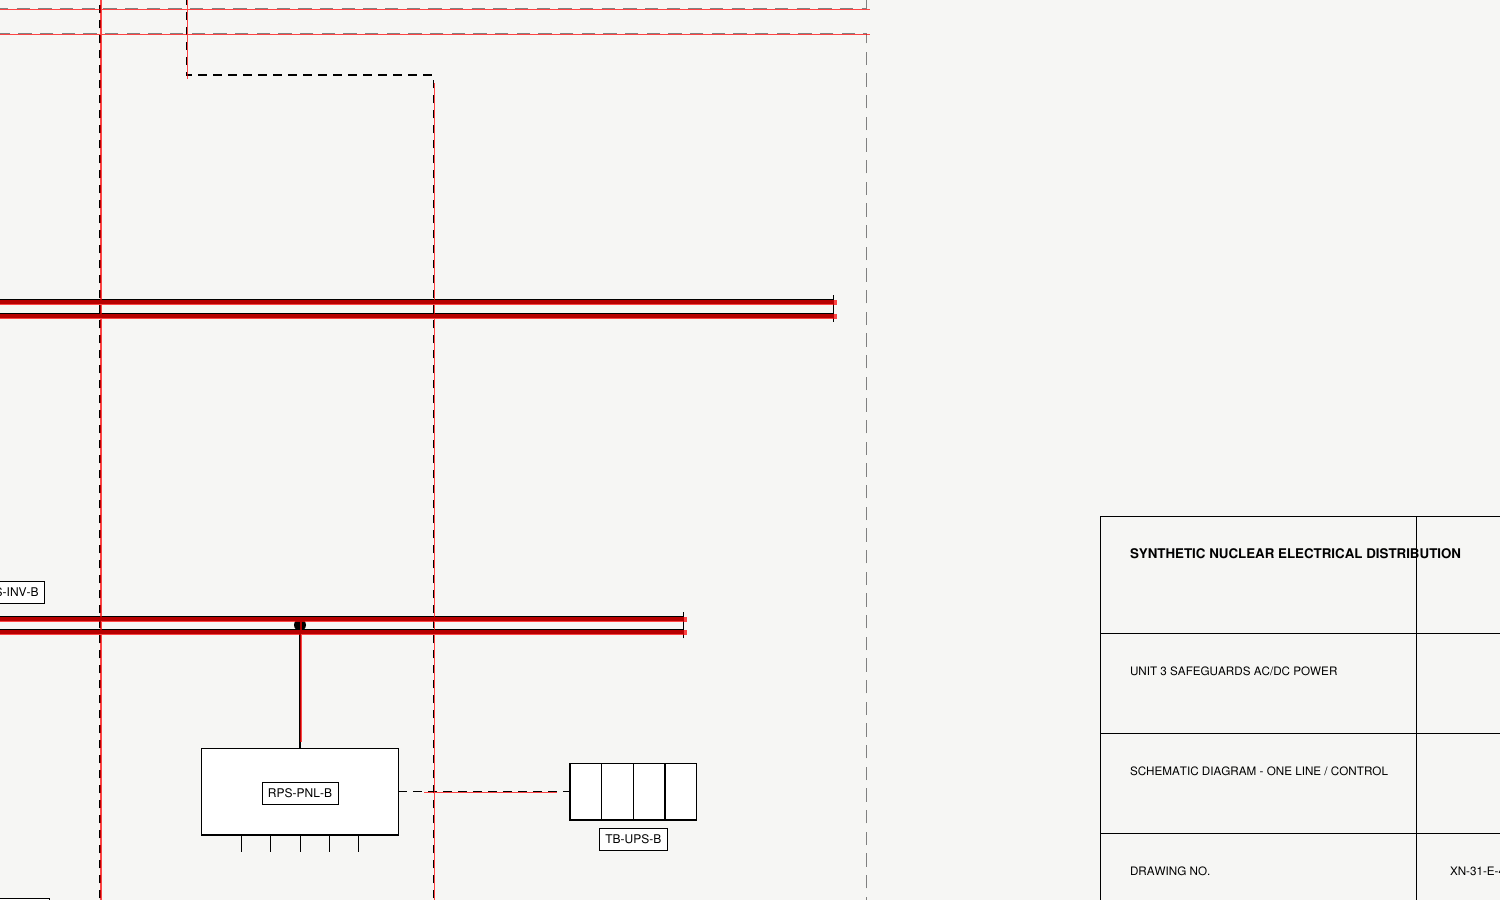 SYNTHETIC NUCLEAR ELECTRICAL DISTRIBUTION
S-INV-B
UNIT 3 SAFEGUARDS AC/DC POWER
SCHEMATIC DIAGRAM - ONE LINE / CONTROL
RPS-PNL-B
TB-UPS-B
DRAWING NO.
XN-31-E-